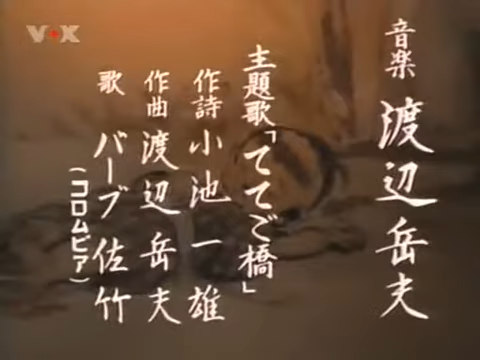 VOX
音楽 渡辺岳夫
主題歌「ててご橋」
作詩 小池一雄
作曲 渡辺岳夫
歌 バーブ佐竹
(コロムビア)